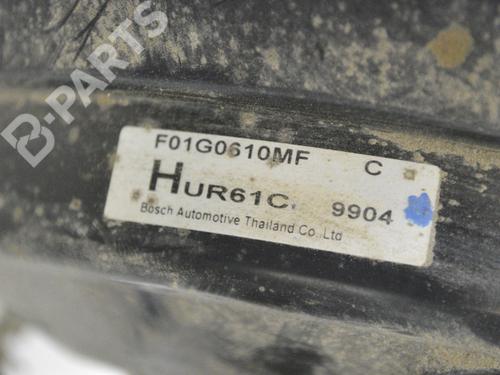 B-PARTS
F01G0610MF C
HUR61C. 9904
Bosch Automotive Thailand Co.,Ltd